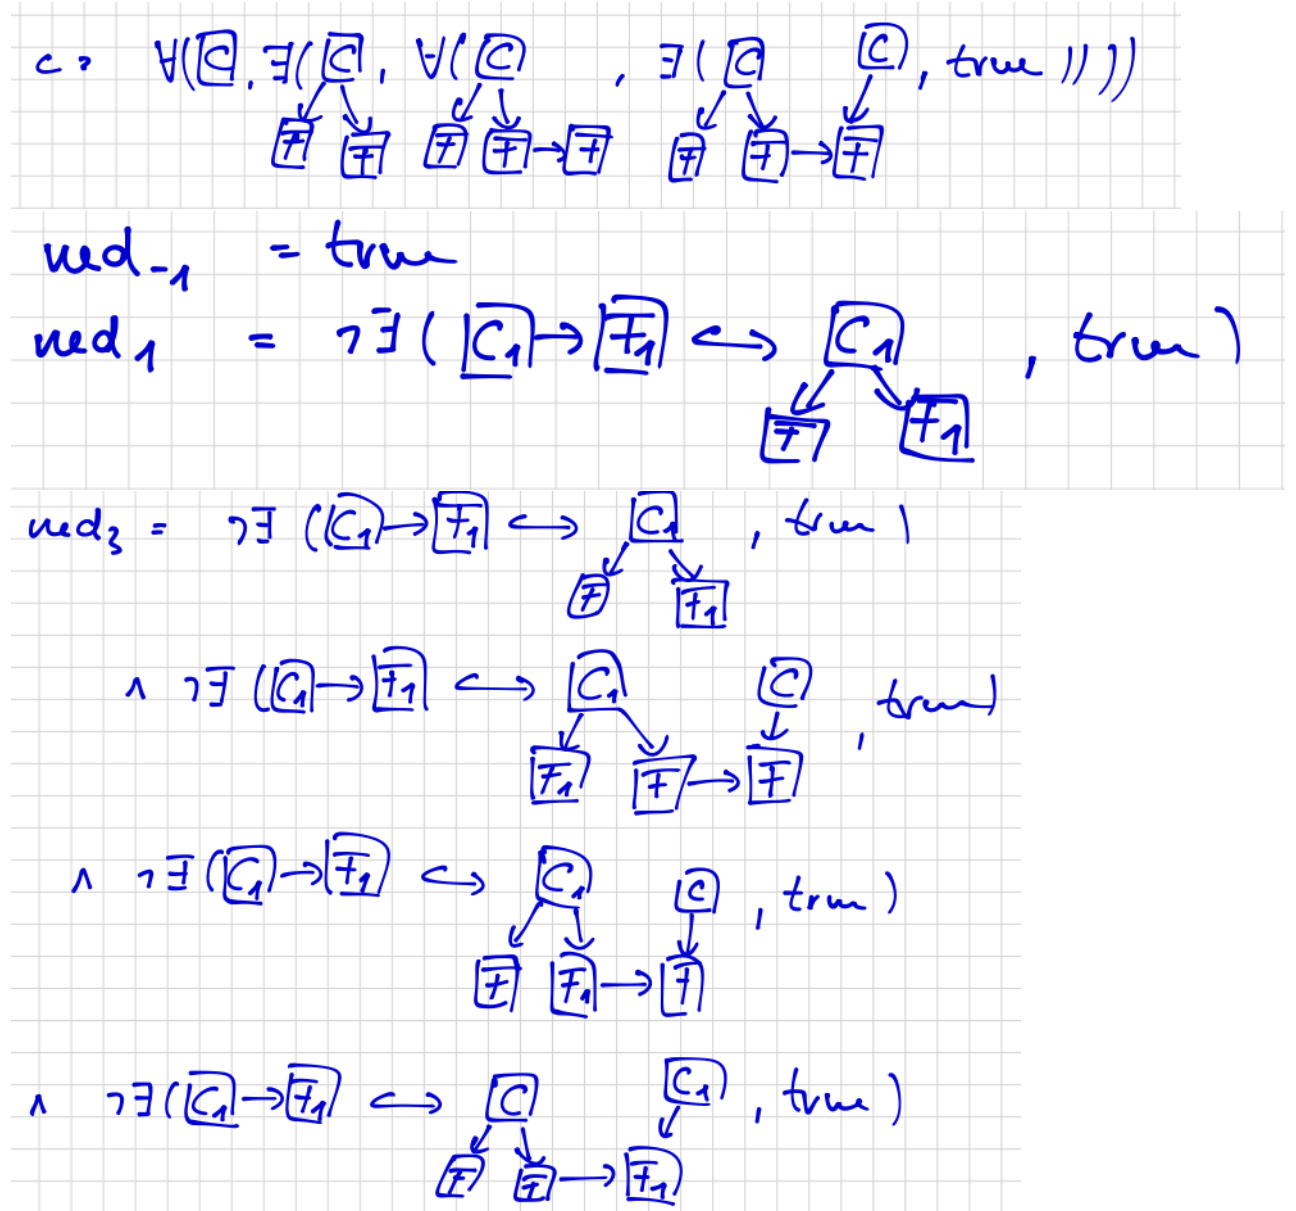 c = ∀(C, ∃(C, ∀(C , ∃(C C, true))))
F F F F → F F F → F
ned₋₁ = true
ned₁ = ¬∃(C₁ → F₁ ↪ C₁ , true)
F F₁
ned₃ = ¬∃(C₁ → F₁ ↪ C₁ , true)
F F₁
∧ ¬∃(C₁ → F₁ ↪ C₁ C , true)
F₁ F → F
∧ ¬∃(C₁ → F₁ ↪ C₁ C , true)
F F₁ → F
∧ ¬∃(C₁ → F₁ ↪ C C₁ , true)
F F → F₁